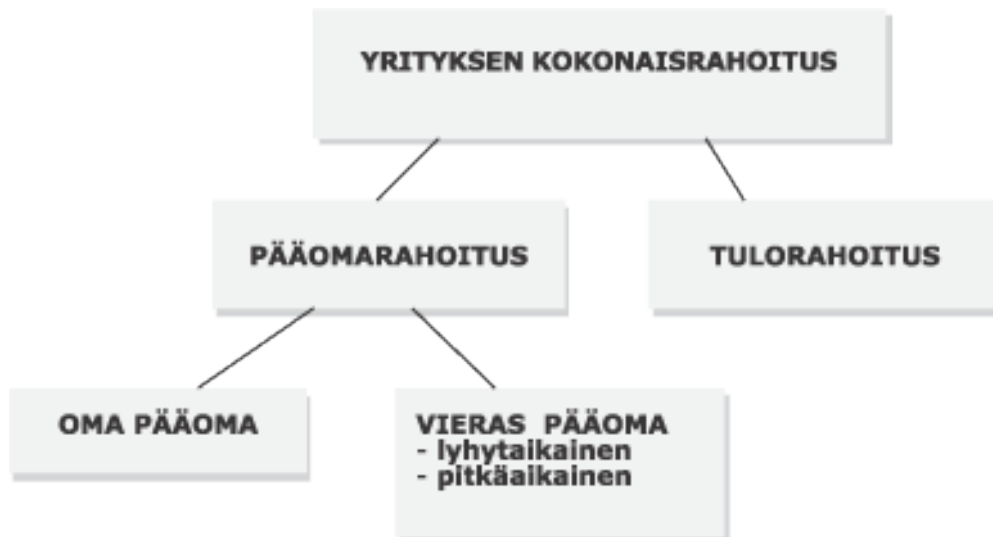 YRITYKSEN KOKONAISRAHOITUS
PÄÄOMARAHOITUS
TULORAHOITUS
OMA PÄÄOMA
VIERAS PÄÄOMA
- lyhytaikainen
- pitkäaikainen